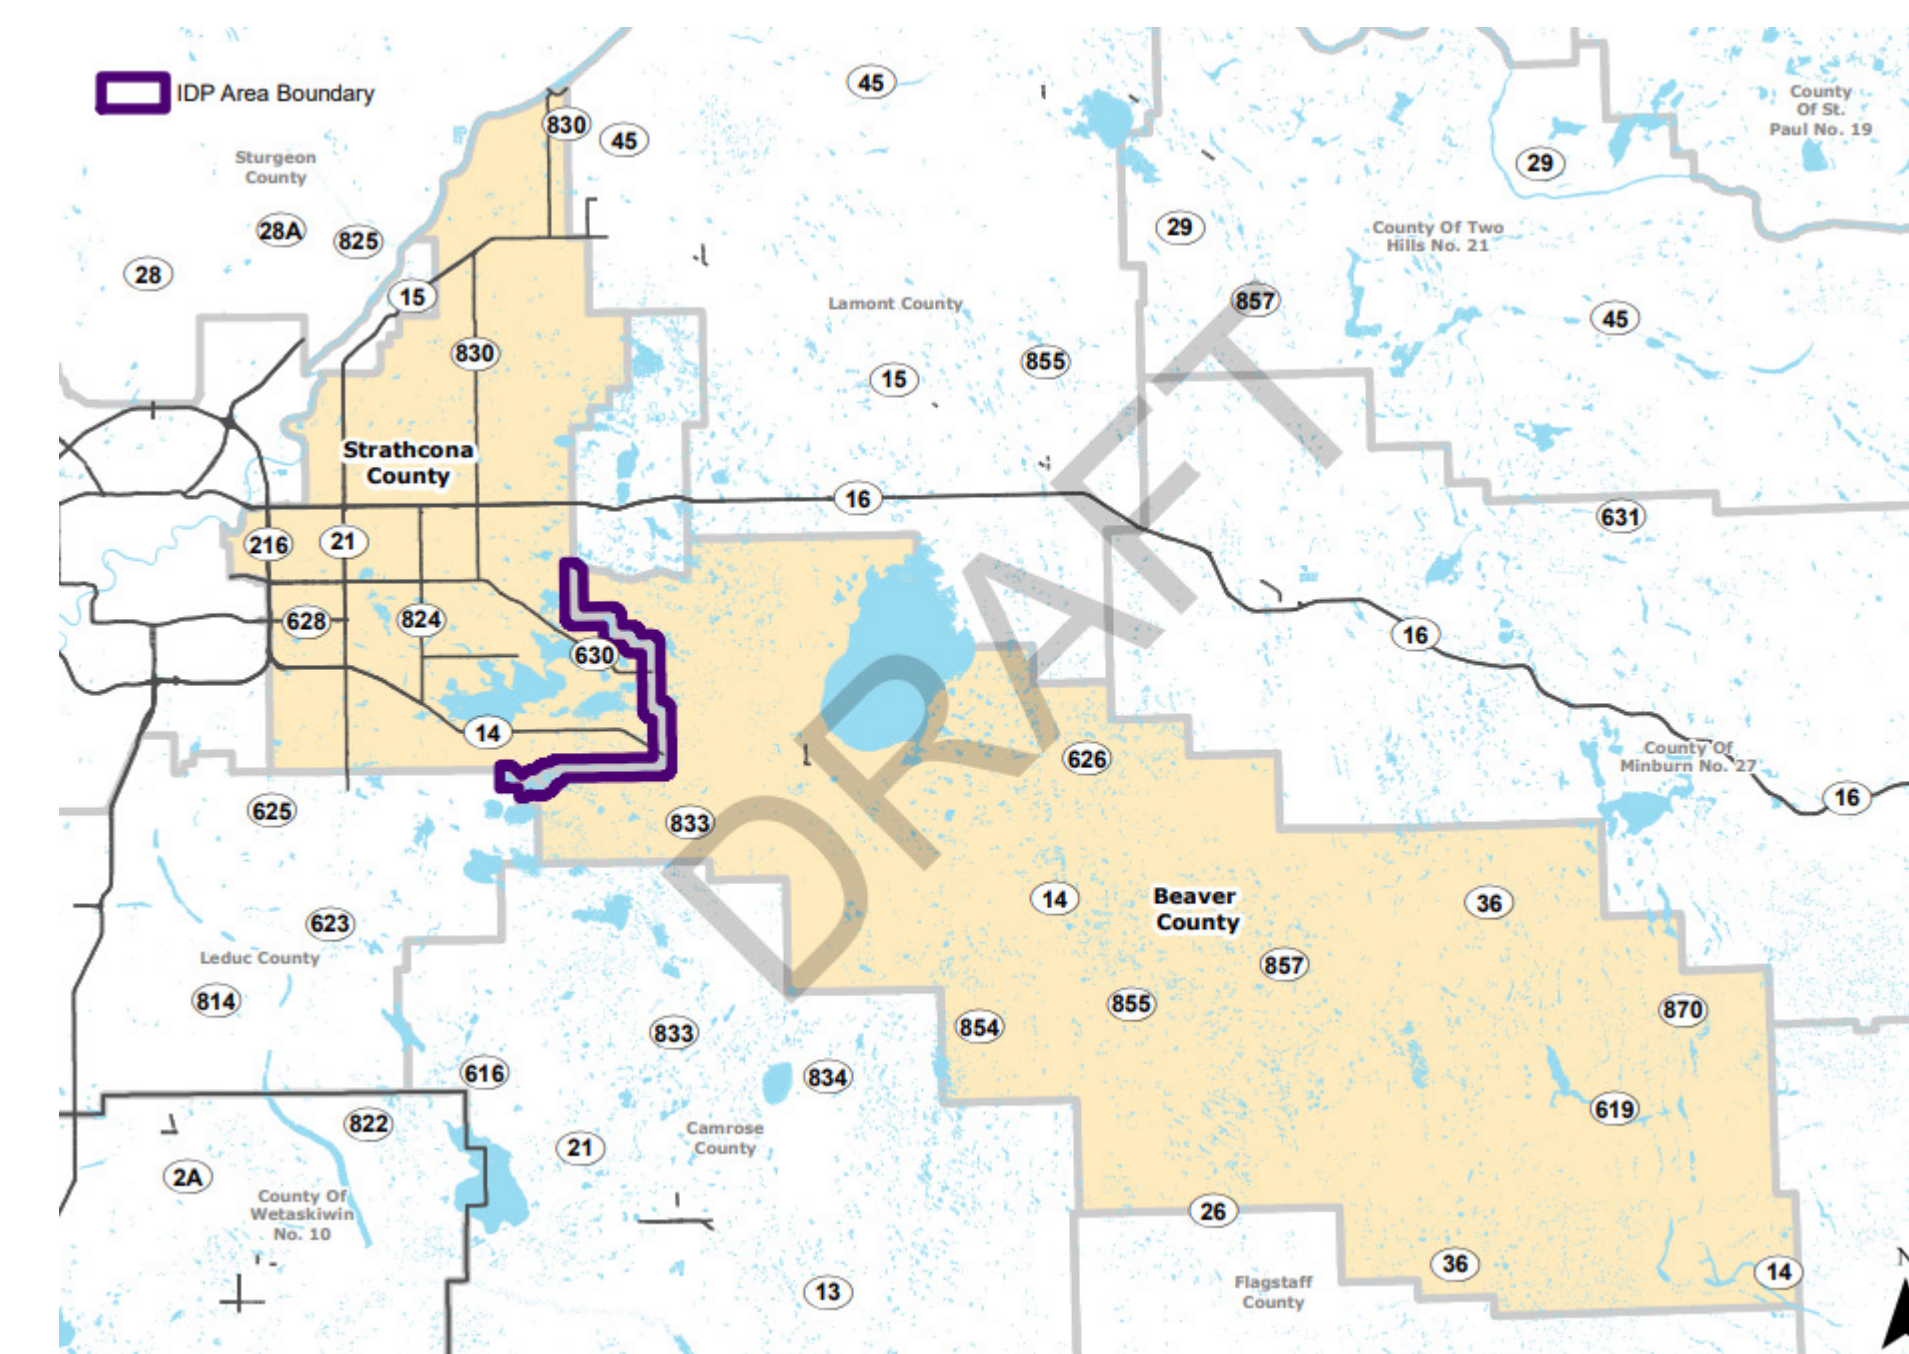 IDP Area Boundary
45
830
45
County
Of St.
Paul No. 19
Sturgeon
County
29
28A
825
29
County Of Two
Hills No. 21
28
15
Lamont County
857
45
830
855
15
Strathcona
County
16
631
216
21
628
824
630
16
14
626
County Of
Minburn No. 27
16
625
833
DRAFT
14
Beaver
County
36
623
Leduc County
857
814
855
870
854
833
616
834
619
822
Camrose
County
21
2A
County Of
Wetaskiwin
No. 10
26
36
14
Flagstaff
County
13
N